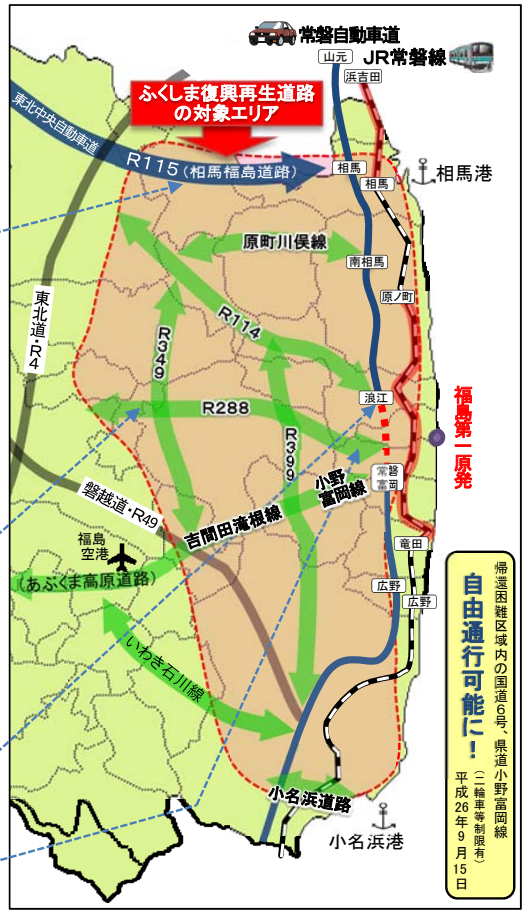 常磐自動車道
JR常磐線
山元
浜吉田
ふくしま復興再生道路
の対象エリア
東北中央自動車道
R115(相馬福島道路)
相馬
相馬
相馬港
原町川俣線
南相馬
原ノ町
東北道・R4
R114
R349
浪江
R288
R399
福島第一原発
小野
富岡線
常磐
富岡
磐越道・R49
吉間田滝根線
福島
空港
竜田
(あぶくま高原道路)
広野
広野
いわき石川線
小名浜道路
小名浜港
帰還困難区域内の国道6号、県道小野富岡線
自由通行可能に!
(二輪車等制限有)
平成26年9月15日